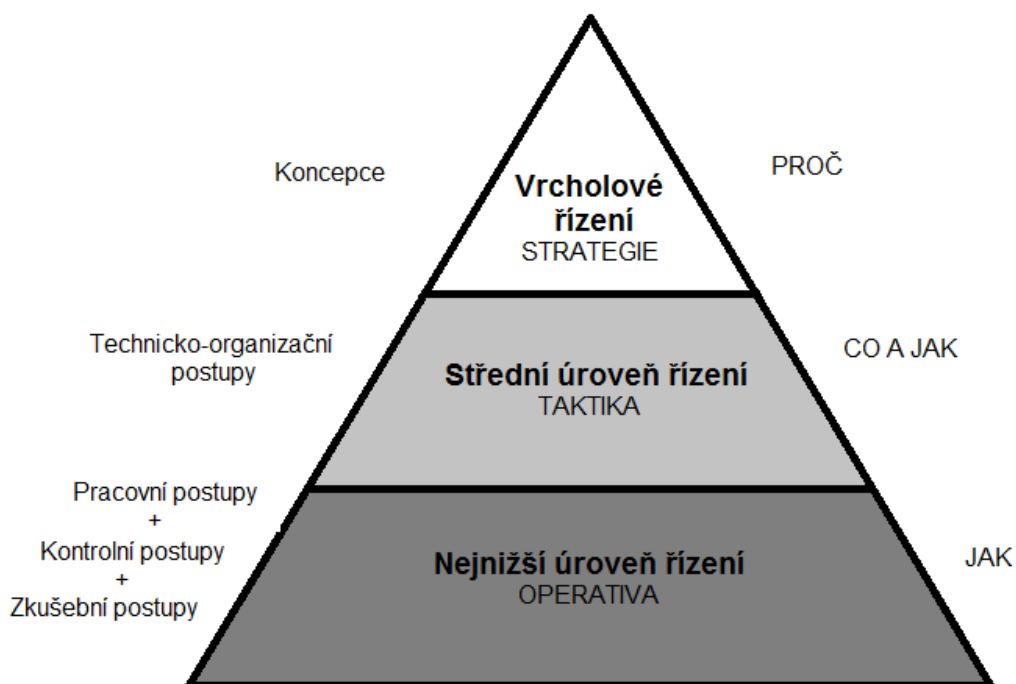 Koncepce
Vrcholové
řízení
STRATEGIE
PROČ
Technicko-organizační
postupy
Střední úroveň řízení
TAKTIKA
CO A JAK
Pracovní postupy
+
Kontrolní postupy
+
Zkušební postupy
Nejnižší úroveň řízení
OPERATIVA
JAK